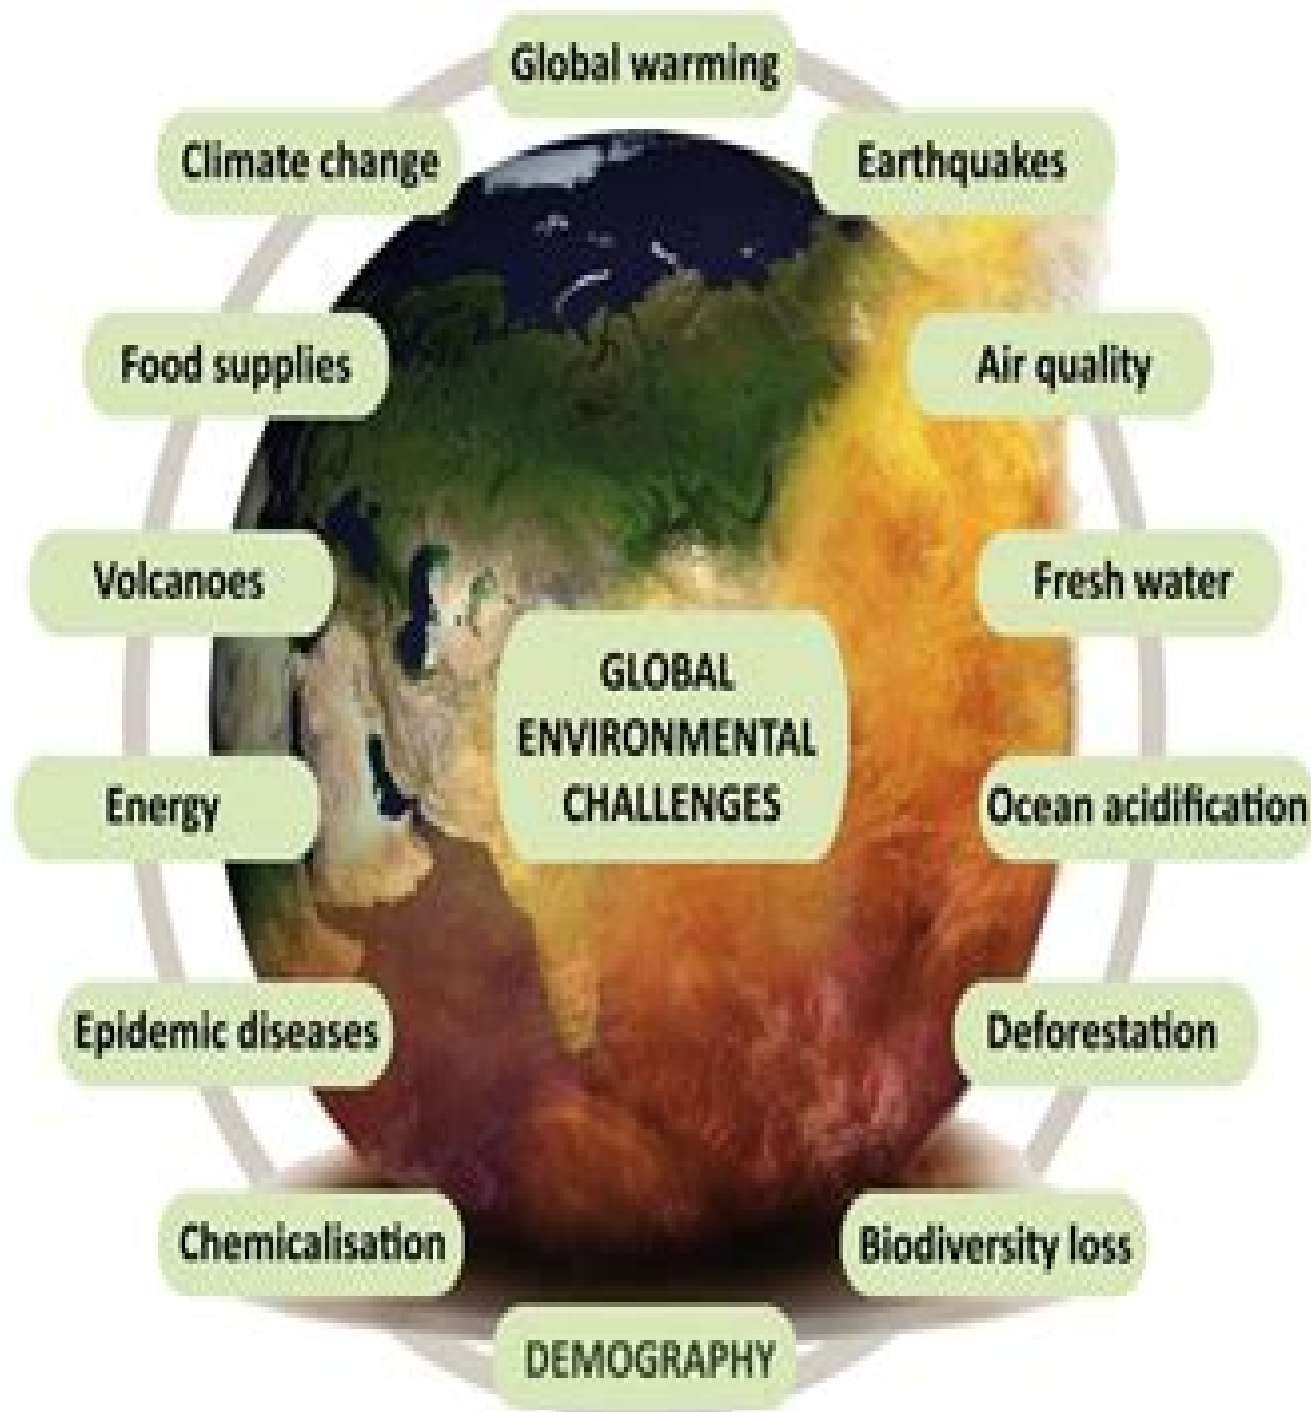 Global warming
Climate change
Earthquakes
Food supplies
Air quality
Volcanoes
Fresh water
GLOBAL
ENVIRONMENTAL
CHALLENGES
Energy
Ocean acidification
Epidemic diseases
Deforestation
Chemicalisation
Biodiversity loss
DEMOGRAPHY